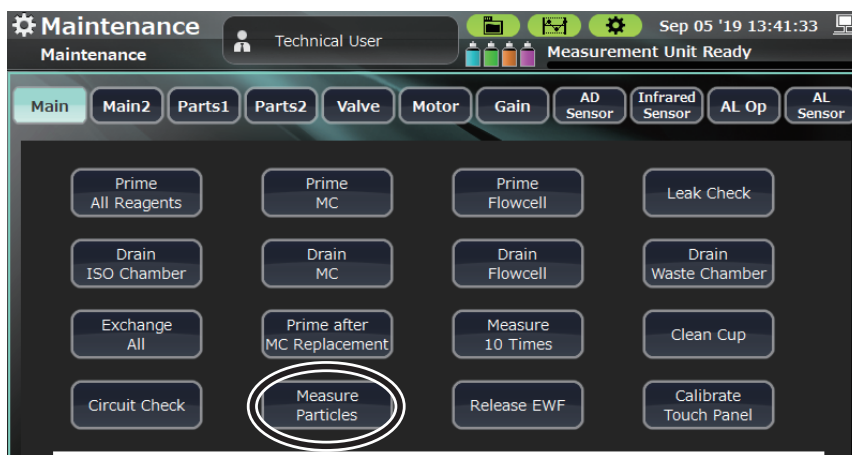 Maintenance
Technical User
Sep 05 '19 13:41:33
Maintenance
Measurement Unit Ready
Main Main2 Parts1 Parts2 Valve Motor Gain AD Sensor Infrared Sensor AL Op AL Sensor
Prime
All Reagents
Prime
MC
Prime
Flowcell
Leak Check
Drain
ISO Chamber
Drain
MC
Drain
Flowcell
Drain
Waste Chamber
Exchange
All
Prime after
MC Replacement
Measure
10 Times
Clean Cup
Circuit Check
Measure
Particles
Release EWF
Calibrate
Touch Panel